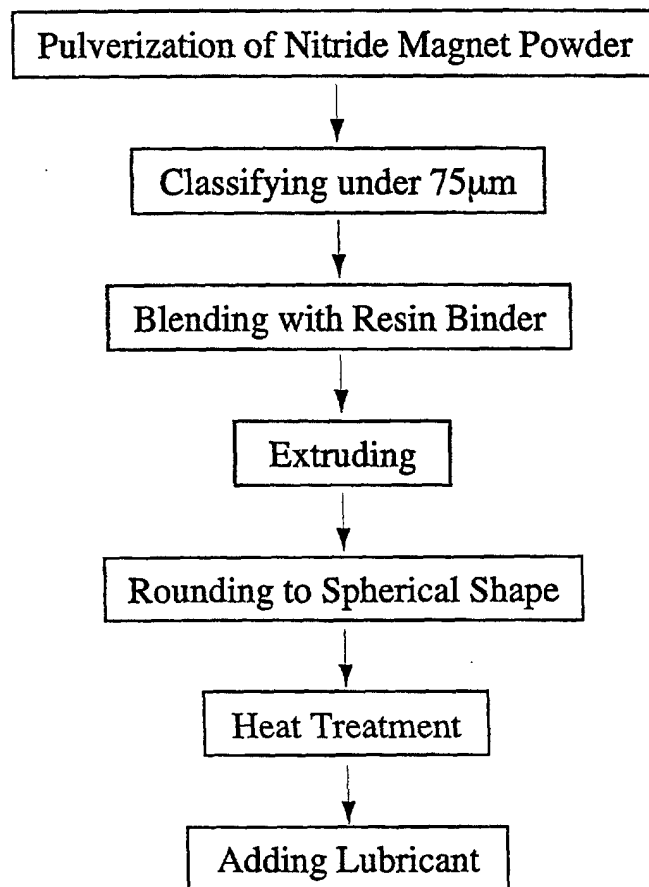 Pulverization of Nitride Magnet Powder
Classifying under 75μm
Blending with Resin Binder
Extruding
Rounding to Spherical Shape
Heat Treatment
Adding Lubricant